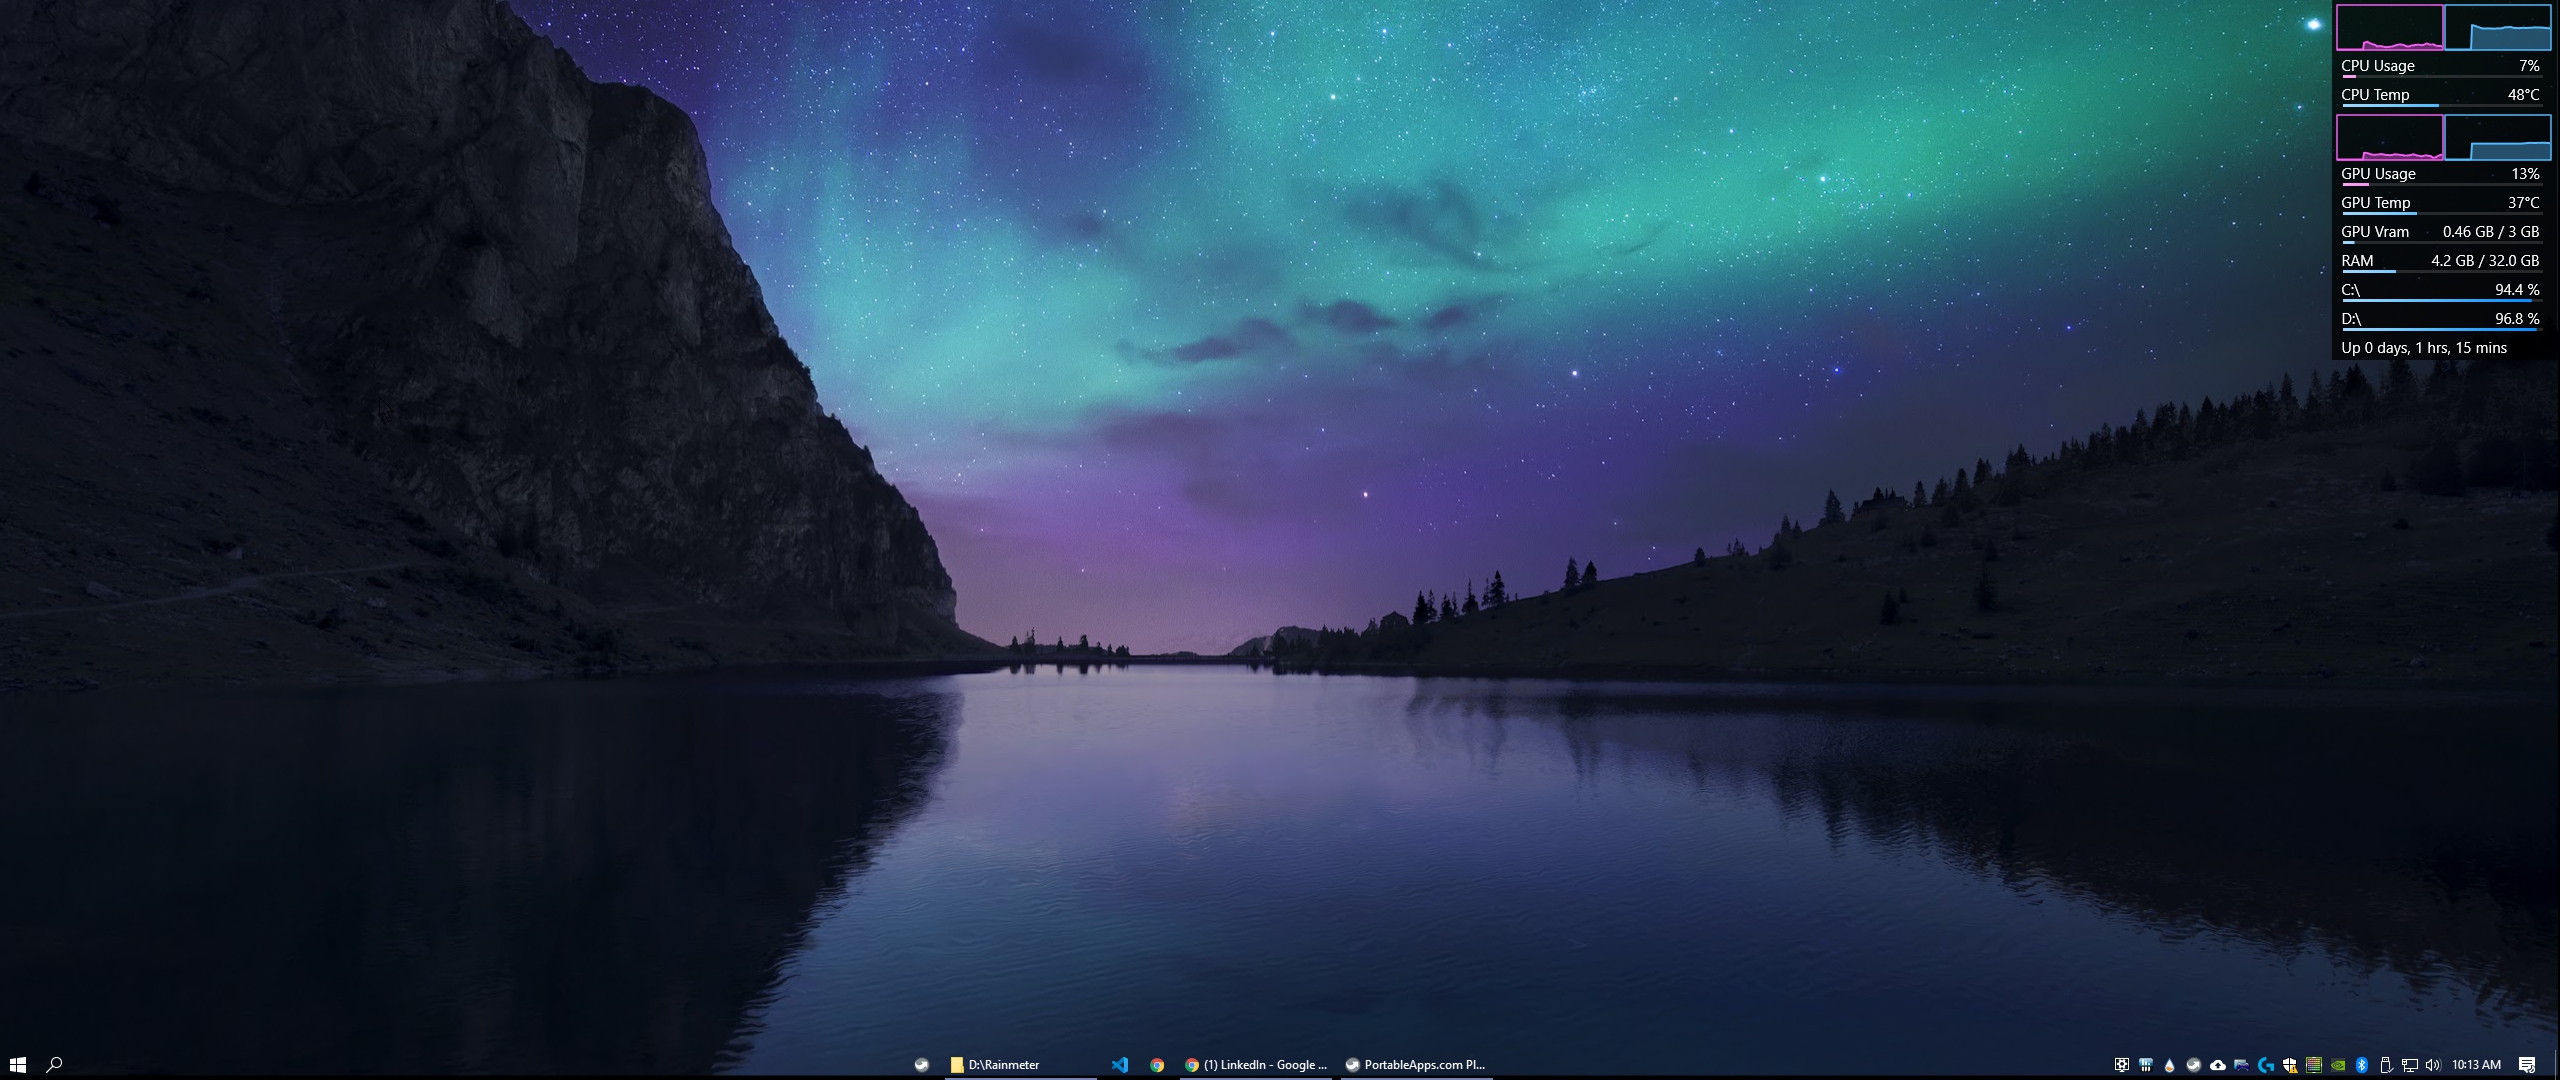 CPU Usage 7%
CPU Temp 48°C
GPU Usage 13%
GPU Temp 37°C
GPU Vram 0.46 GB / 3 GB
RAM 4.2 GB / 32.0 GB
C:\ 94.4 %
D:\ 96.8 %
Up 0 days, 1 hrs, 15 mins
D:\Rainmeter (1) LinkedIn - Google ... PortableApps.com Pl... 10:13 AM